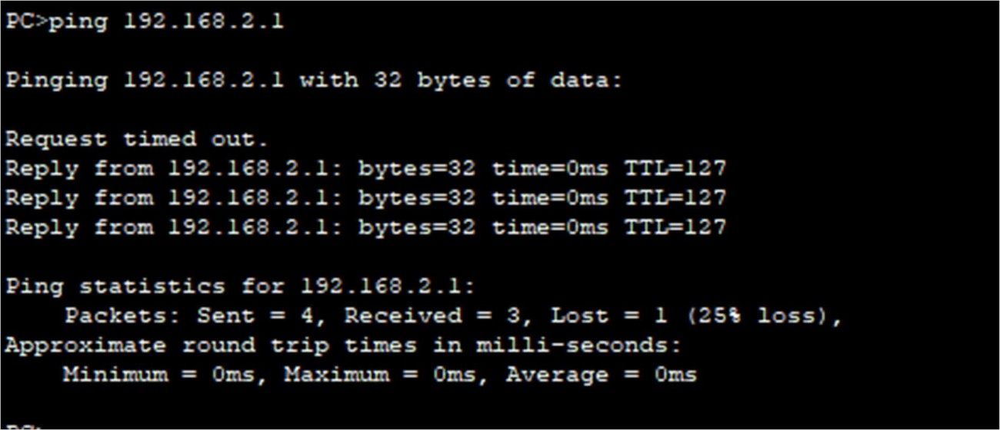 PC>ping 192.168.2.1
Pinging 192.168.2.1 with 32 bytes of data:
Request timed out.
Reply from 192.168.2.1: bytes=32 time=0ms TTL=127
Reply from 192.168.2.1: bytes=32 time=0ms TTL=127
Reply from 192.168.2.1: bytes=32 time=0ms TTL=127
Ping statistics for 192.168.2.1:
Packets: Sent = 4, Received = 3, Lost = 1 (25% loss),
Approximate round trip times in milli-seconds:
Minimum = 0ms, Maximum = 0ms, Average = 0ms